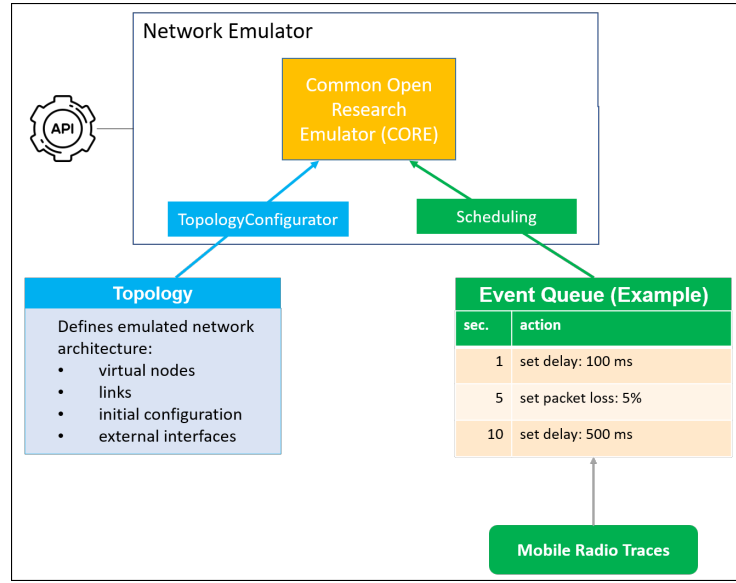 Network Emulator
Common Open
Research
Emulator (CORE)
API
TopologyConfigurator
Scheduling
Topology
Defines emulated network
architecture:
• virtual nodes
• links
• initial configuration
• external interfaces
Event Queue (Example)
sec. action
1 set delay: 100 ms
5 set packet loss: 5%
10 set delay: 500 ms
Mobile Radio Traces